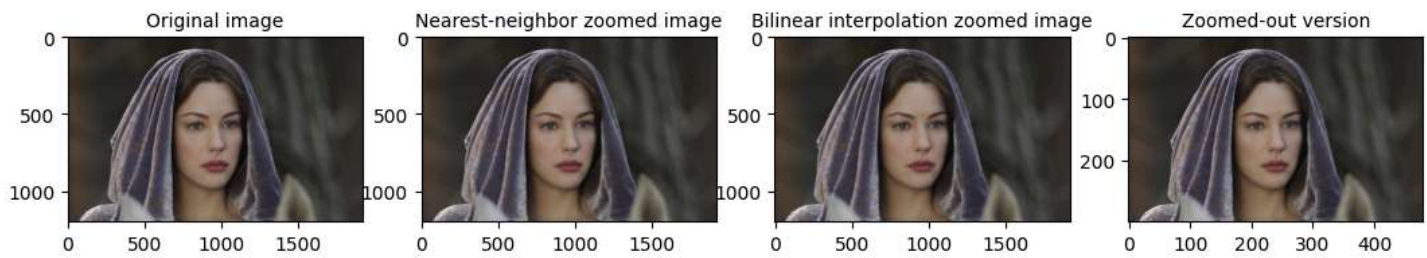 Original image
Nearest-neighbor zoomed image
Bilinear interpolation zoomed image
Zoomed-out version
0
500
1000
0 500 1000 1500
0
500
1000
0 500 1000 1500
0
500
1000
0 500 1000 1500
0
100
200
0 100 200 300 400